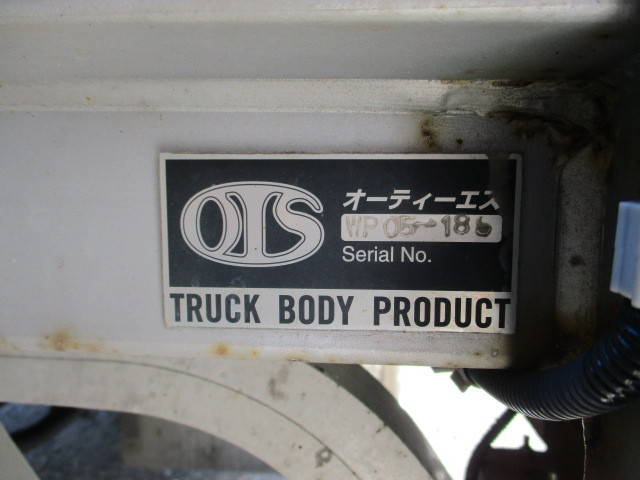 OTS
オーティーエス
WP05-186
Serial No.
TRUCK BODY PRODUCT